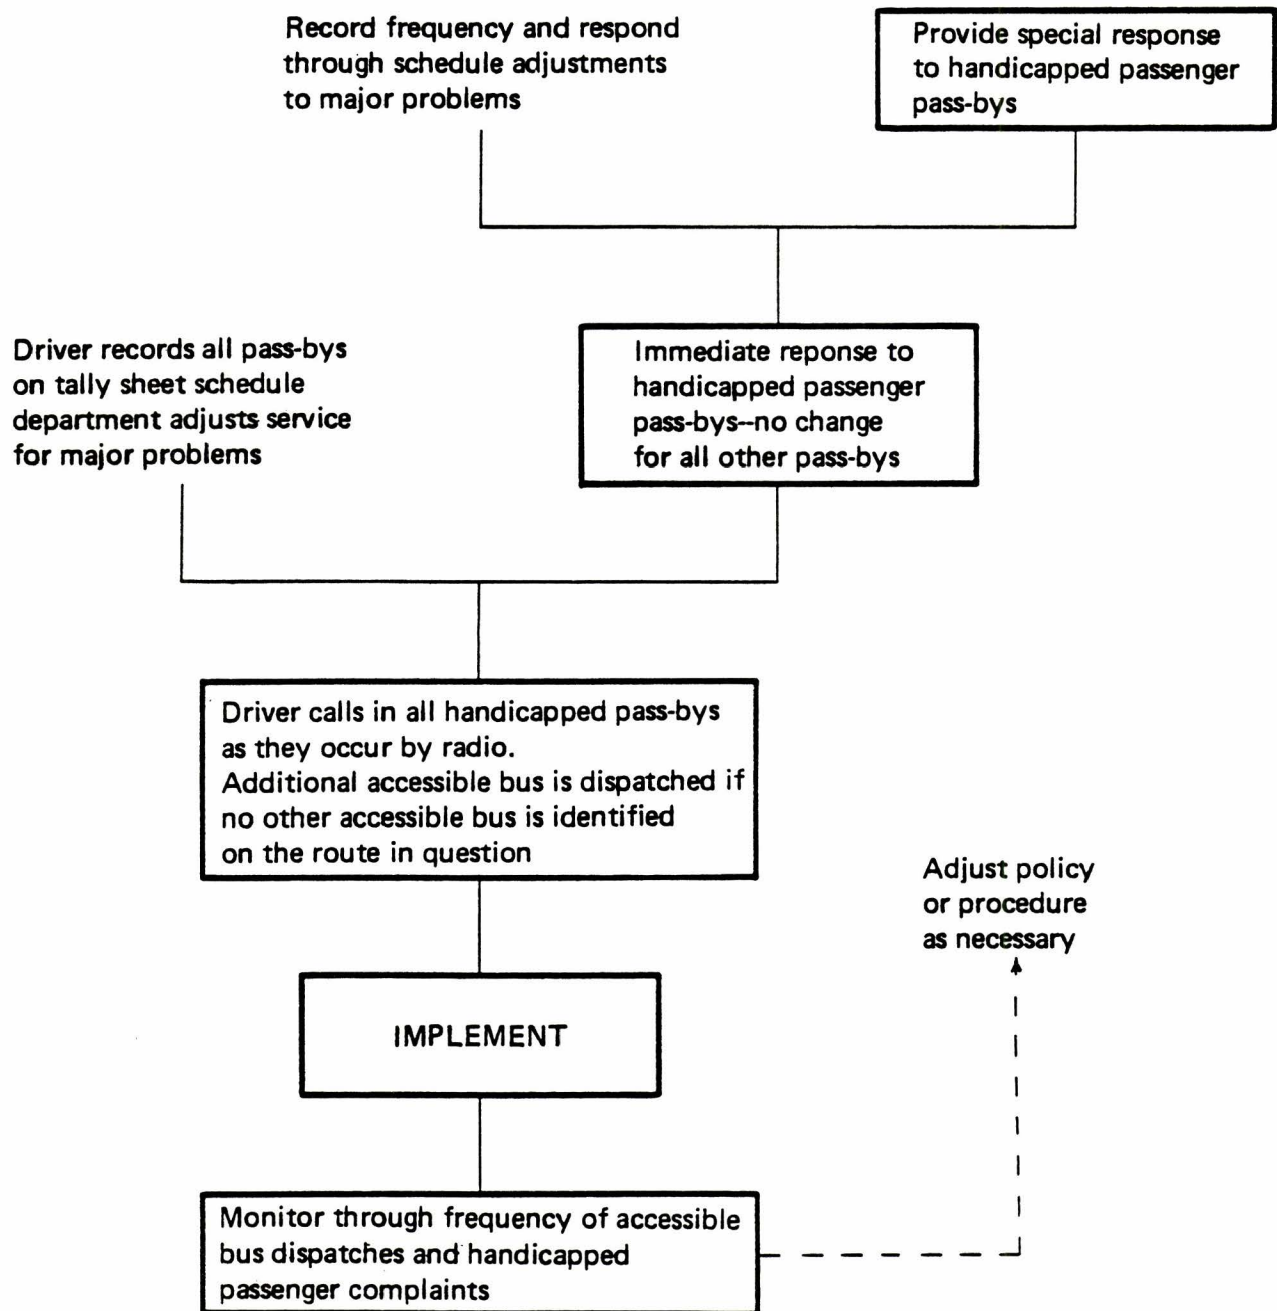 Record frequency and respond
through schedule adjustments
to major problems
Provide special response
to handicapped passenger
pass-bys
Driver records all pass-bys
on tally sheet schedule
department adjusts service
for major problems
Immediate reponse to
handicapped passenger
pass-bys--no change
for all other pass-bys
Driver calls in all handicapped pass-bys
as they occur by radio.
Additional accessible bus is dispatched if
no other accessible bus is identified
on the route in question
Adjust policy
or procedure
as necessary
IMPLEMENT
Monitor through frequency of accessible
bus dispatches and handicapped
passenger complaints